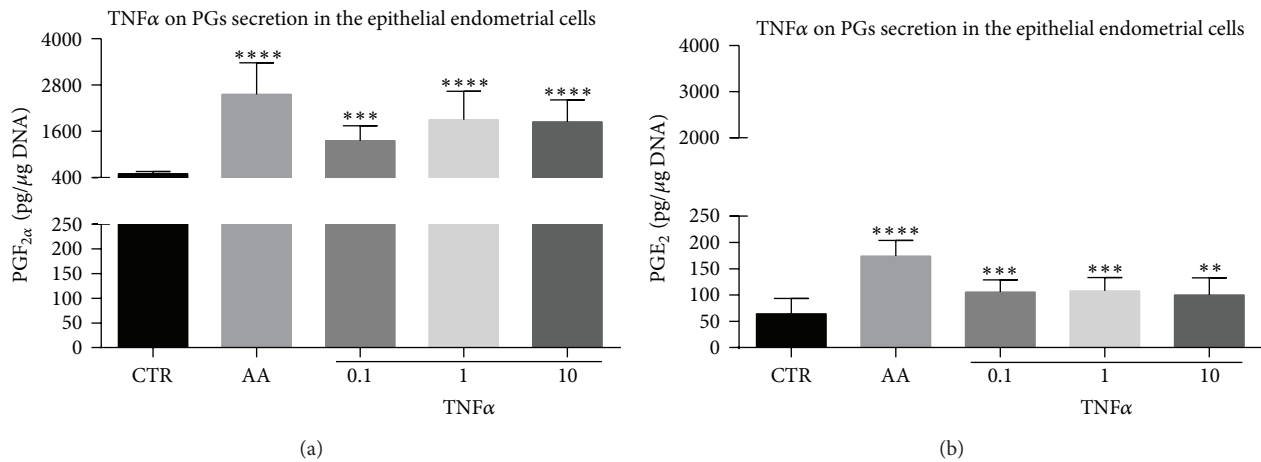 TNFα on PGs secretion in the epithelial endometrial cells
PGF2α (pg/μg DNA)
4000
2800
1600
400
250
200
150
100
50
0
****
***
****
****
CTR
AA
0.1
1
10
TNFα
(a)
TNFα on PGs secretion in the epithelial endometrial cells
PGE2 (pg/μg DNA)
4000
3000
2000
250
200
150
100
50
0
****
***
***
**
CTR
AA
0.1
1
10
TNFα
(b)